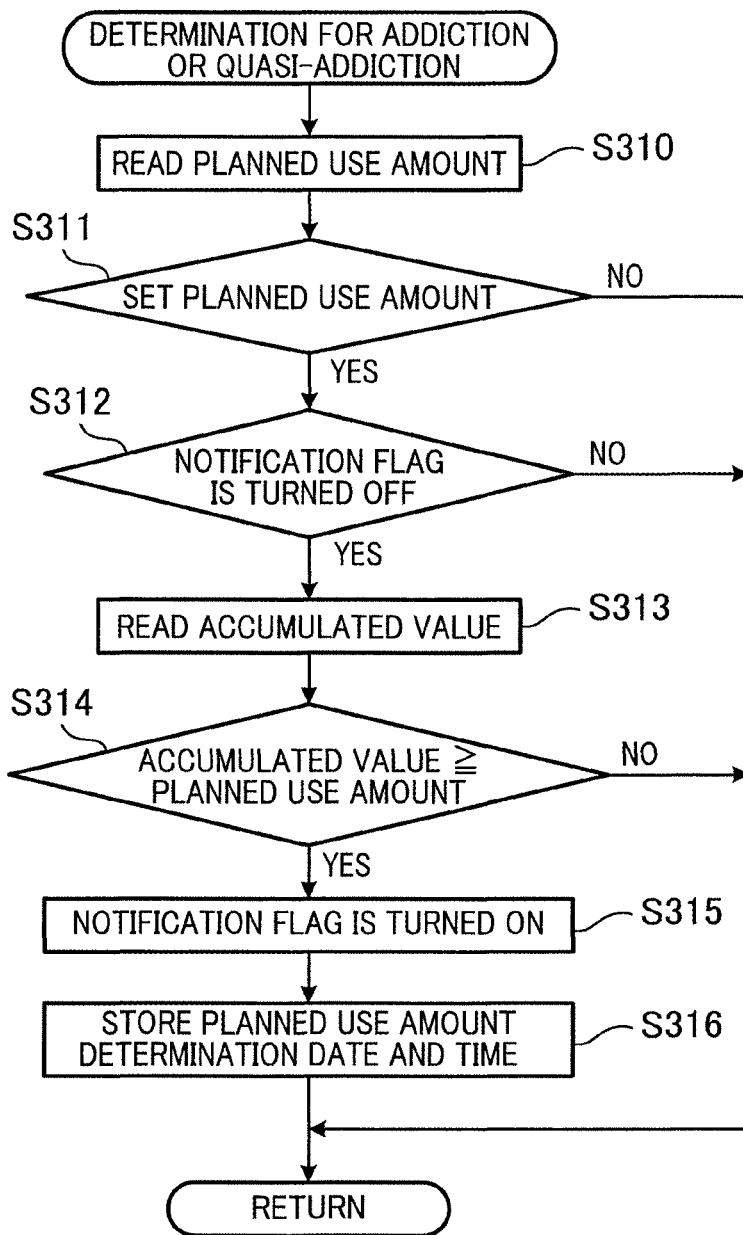 DETERMINATION FOR ADDICTION
OR QUASI-ADDICTION
READ PLANNED USE AMOUNT
S310
S311
SET PLANNED USE AMOUNT
NO
YES
S312
NOTIFICATION FLAG
IS TURNED OFF
NO
YES
READ ACCUMULATED VALUE
S313
S314
ACCUMULATED VALUE ≧
PLANNED USE AMOUNT
NO
YES
NOTIFICATION FLAG IS TURNED ON
S315
STORE PLANNED USE AMOUNT
DETERMINATION DATE AND TIME
S316
RETURN